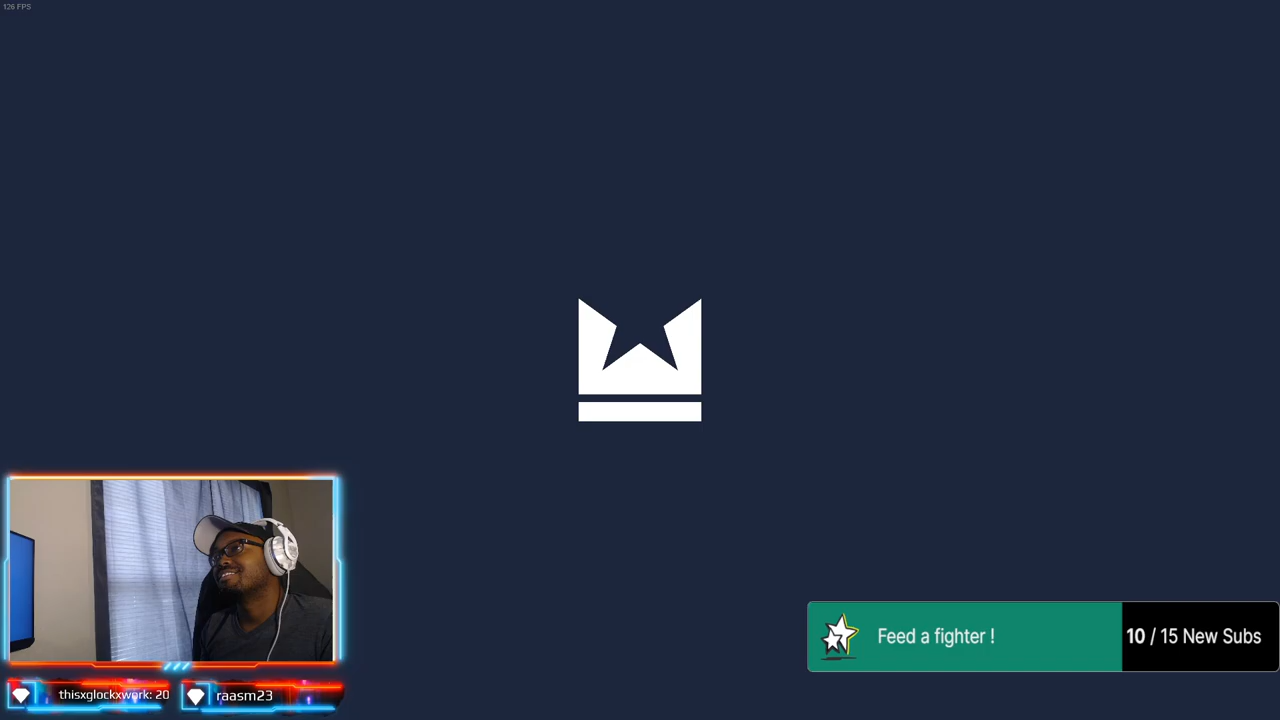 126 FPS
Feed a fighter !
10 / 15 New Subs
thisxglockxwork: 20
raasm23